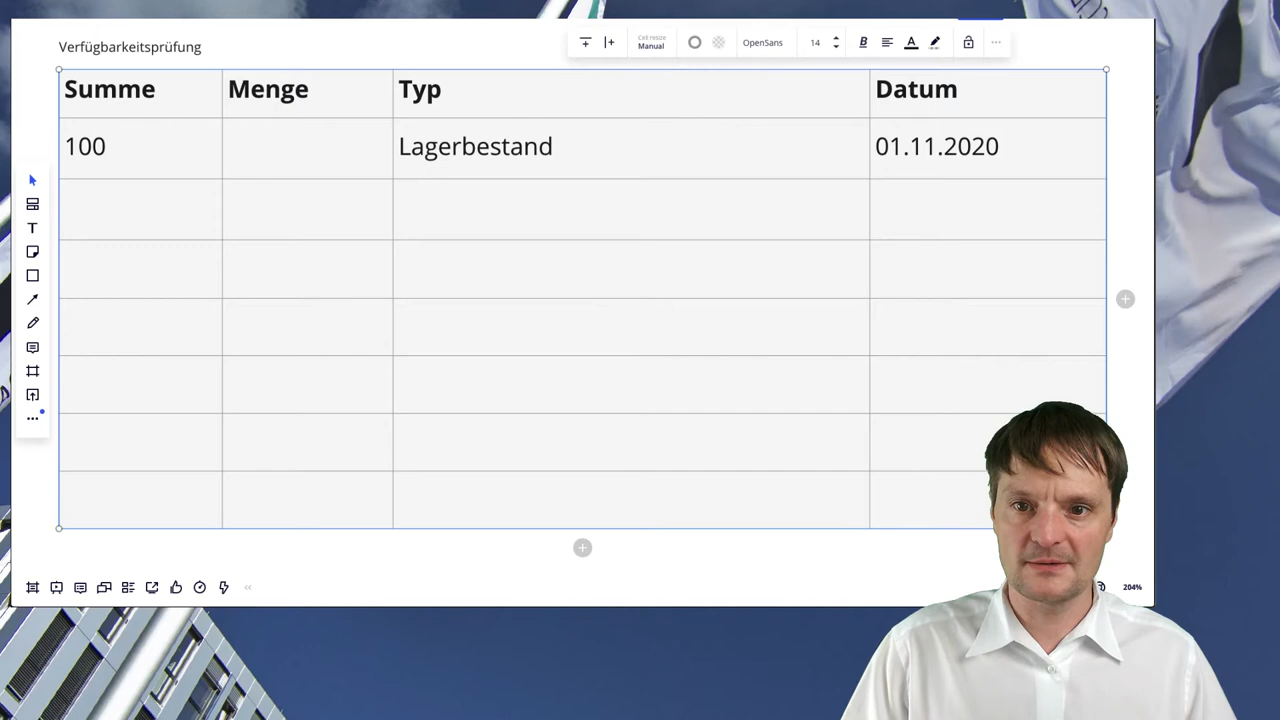 Verfügbarkeitsprüfung
Cell resize
Manual
OpenSans
14
B
A
Summe Menge Typ Datum
100 Lagerbestand 01.11.2020
T
204%